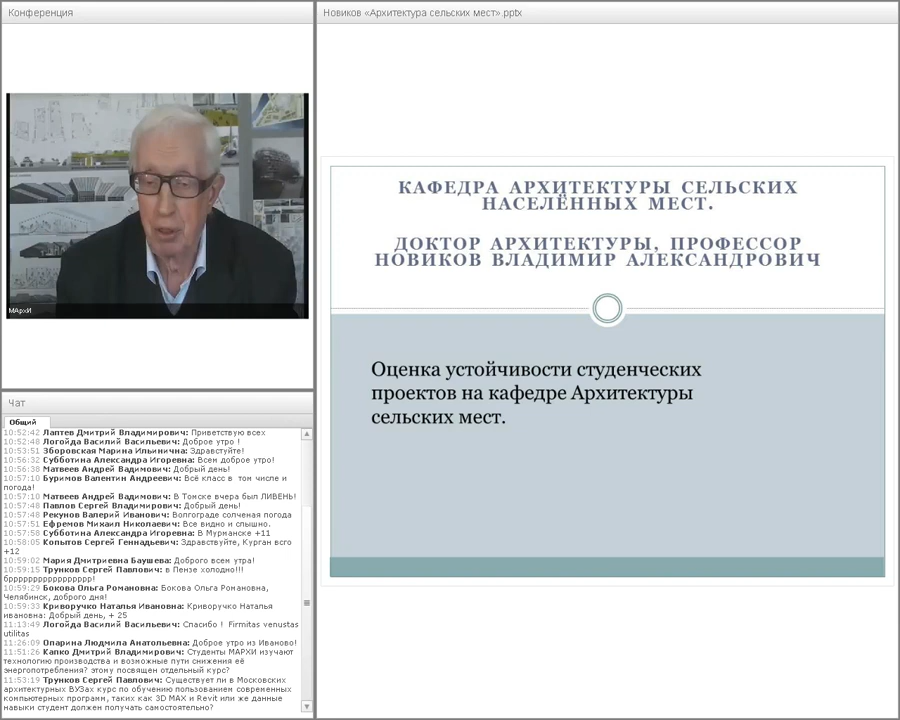 Конференция
МАрхИ
Чат
Общий
10:52:42 Лаптев Дмитрий Владимирович: Приветствую всех
10:52:48 Логойда Василий Васильевич: Доброе утро !
10:53:51 Зборовская Марина Ильинична: Здравстуйте!
10:56:32 Субботина Александра Игоревна: Всем доброе утро!
10:56:38 Матвеев Андрей Вадимович: Добрый день!
10:57:10 Буримов Валентин Андреевич: Всё класс в том числе и
погода!
10:57:10 Матвеев Андрей Вадимович: В Томске вчера был ЛИВЕНЬ!
10:57:48 Павлов Сергей Владимирович: Добрый день!
10:57:48 Рекунов Валерий Иванович: Волгограде солченая погода
10:57:51 Ефремов Михаил Николаевич: Все видно и слышно.
10:57:58 Субботина Александра Игоревна: В Мурманске +11
10:58:05 Копытов Сергей Геннадьевич: Здравствуйте, Курган всго
+12
10:59:02 Мария Дмитриевна Баушева: Доброго всем утра!
10:59:15 Трунков Сергей Павлович: в Пензе холодно!!!
бррррррррррррррррр!
10:59:29 Бокова Ольга Романовна: Бокова Ольга Романовна,
Челябинск, доброго дня!
10:59:33 Криворучко Наталья Ивановна: Криворучко Наталья
ивановна: Добрый день, + 25
11:13:49 Логойда Василий Васильевич: Спасибо ! Firmitas venustas
utilitas
11:26:09 Опарина Людмила Анатольевна: Доброе утро из Иваново!
11:51:26 Капко Дмитрий Владимирович: Студенты МАРХИ изучают
технологию производства и возможные пути снижения её
энергопотребления? этому посвящен отдельный курс?
11:53:19 Трунков Сергей Павлович: Существует ли в Московских
архитектурных ВУЗах курс по обучению пользованием современных
компьютерных программ, таких как 3D MAX и Revit или же данные
навыки студент должен получать самостоятельно?
Новиков «Архитектура сельских мест».pptx
КАФЕДРА АРХИТЕКТУРЫ СЕЛЬСКИХ
НАСЕЛЁННЫХ МЕСТ.
ДОКТОР АРХИТЕКТУРЫ, ПРОФЕССОР
НОВИКОВ ВЛАДИМИР АЛЕКСАНДРОВИЧ
Оценка устойчивости студенческих
проектов на кафедре Архитектуры
сельских мест.